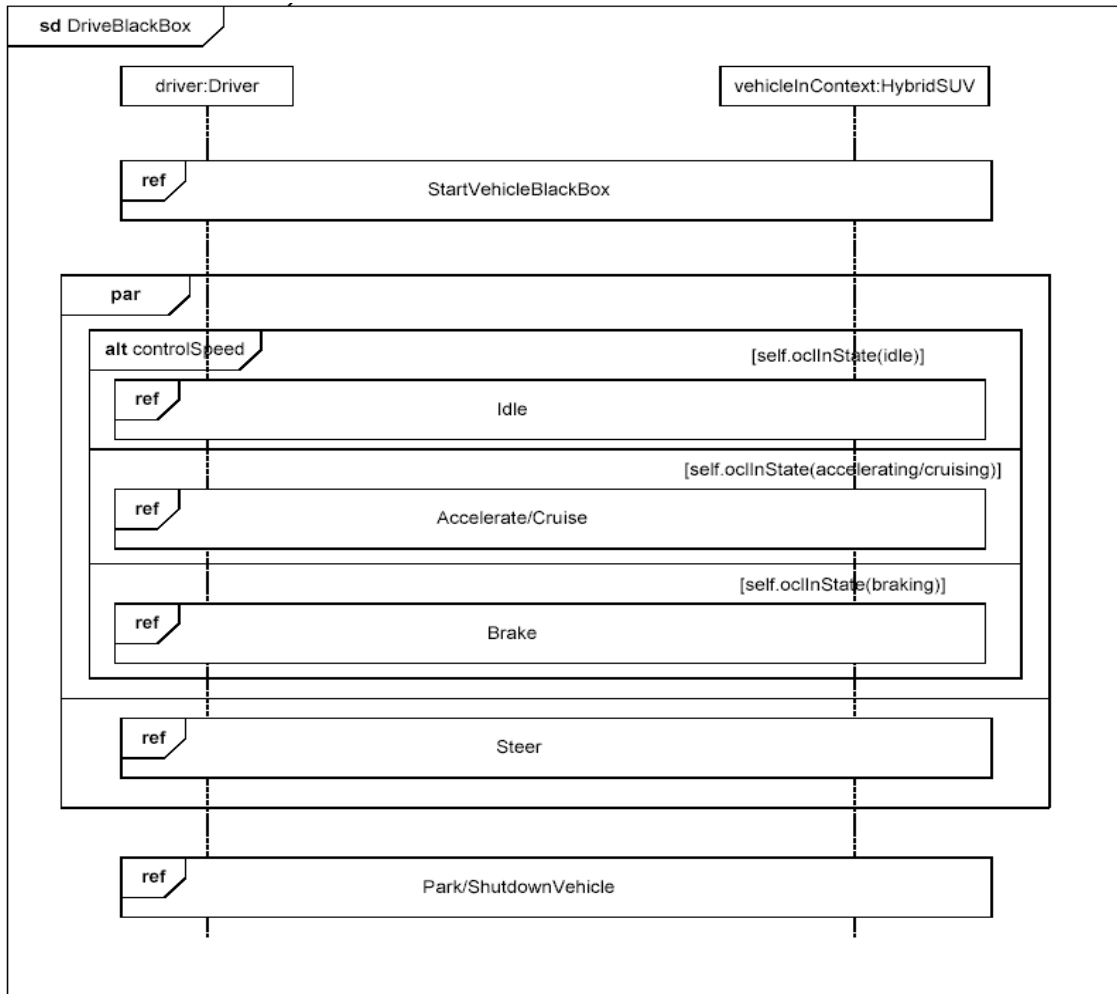 sd DriveBlackBox
driver:Driver
vehicleInContext:HybridSUV
ref
StartVehicleBlackBox
par
alt controlSpeed
[self.oclInState(idle)]
ref
Idle
[self.oclInState(accelerating/cruising)]
ref
Accelerate/Cruise
[self.oclInState(braking)]
ref
Brake
ref
Steer
ref
Park/ShutdownVehicle